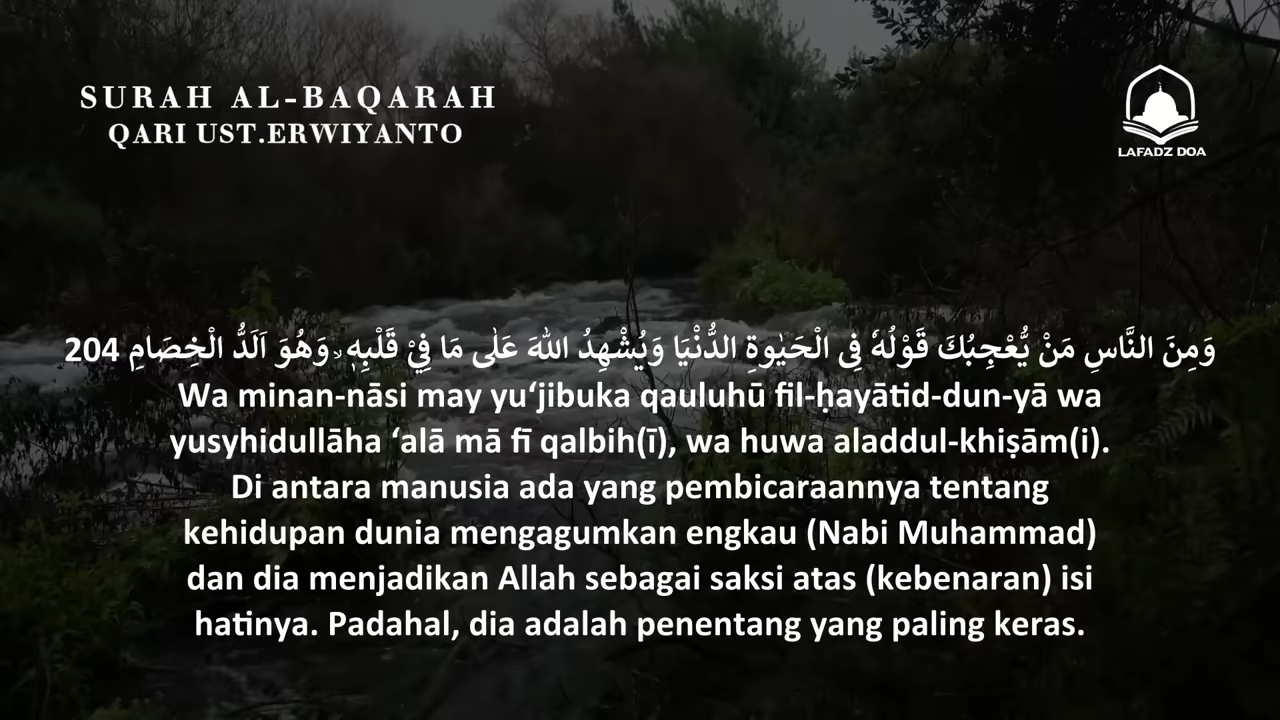 SURAH AL-BAQARAH
QARI UST.ERWIYANTO
LAFADZ DOA
وَمِنَ النَّاسِ مَنْ يُّعْجِبُكَ قَوْلُهٗ فِى الْحَيٰوةِ الدُّنْيَا وَيُشْهِدُ اللّٰهَ عَلٰى مَا فِيْ قَلْبِهٖ ۙ وَهُوَ اَلَدُّ الْخِصَامِ 204
Wa minan-nāsi may yu‘jibuka qauluhū fil-ḥayātid-dun-yā wa
yusyhidullāha ‘alā mā fī qalbih(ī), wa huwa aladdul-khiṣām(i).
Di antara manusia ada yang pembicaraannya tentang
kehidupan dunia mengagumkan engkau (Nabi Muhammad)
dan dia menjadikan Allah sebagai saksi atas (kebenaran) isi
hatinya. Padahal, dia adalah penentang yang paling keras.